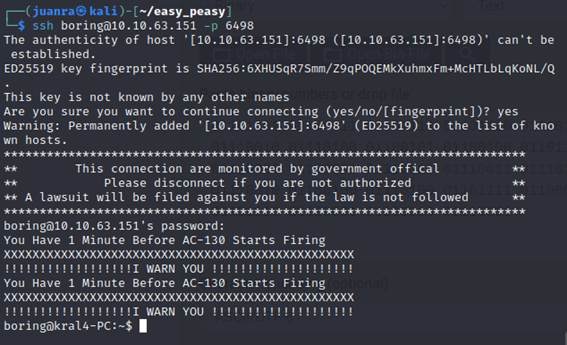 (juanra㉿kali)-[~/easy_peasy]
$ ssh boring@10.10.63.151 -p 6498
The authenticity of host '[10.10.63.151]:6498 ([10.10.63.151]:6498)' can't be
established.
ED25519 key fingerprint is SHA256:6XHUSqR7Smm/Z9qPOQEMkXuhmxFm+McHTLbLqKoNL/Q
.
This key is not known by any other names
Are you sure you want to continue connecting (yes/no/[fingerprint])? yes
Warning: Permanently added '[10.10.63.151]:6498' (ED25519) to the list of kno
wn hosts.
*************************************************************************
** This connection are monitored by government offical **
** Please disconnect if you are not authorized **
** A lawsuit will be filed against you if the law is not followed **
*************************************************************************
boring@10.10.63.151's password:
You Have 1 Minute Before AC-130 Starts Firing
XXXXXXXXXXXXXXXXXXXXXXXXXXXXXXXXXXXXXXXXXXXXXXXXX
!!!!!!!!!!!!!!!!!!I WARN YOU !!!!!!!!!!!!!!!!!!!!
You Have 1 Minute Before AC-130 Starts Firing
XXXXXXXXXXXXXXXXXXXXXXXXXXXXXXXXXXXXXXXXXXXXXXXXX
!!!!!!!!!!!!!!!!!!I WARN YOU !!!!!!!!!!!!!!!!!!!!
boring@kral4-PC:~$